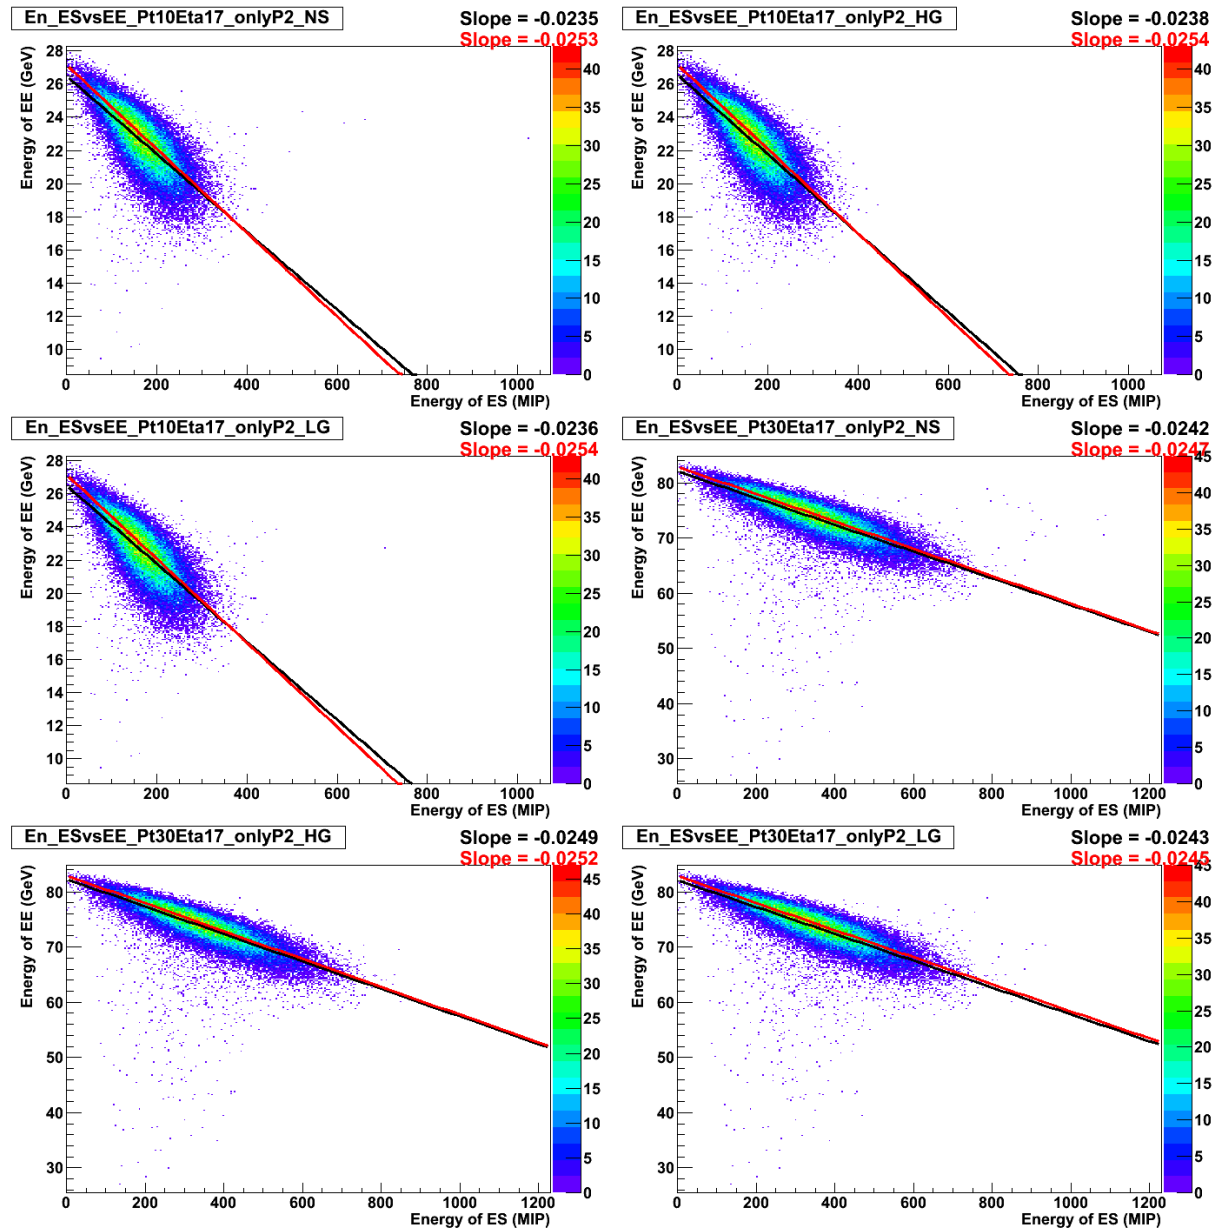 En_ESvsEE_Pt10Eta17_onlyP2_NS
Slope = -0.0235
Slope = -0.0253
Energy of EE (GeV)
28
26
24
22
20
18
16
14
12
10
0 200 400 600 800 1000
Energy of ES (MIP)
40
35
30
25
20
15
10
5
0
En_ESvsEE_Pt10Eta17_onlyP2_HG
Slope = -0.0238
Slope = -0.0254
Energy of EE (GeV)
28
26
24
22
20
18
16
14
12
10
0 200 400 600 800 1000
Energy of ES (MIP)
40
35
30
25
20
15
10
5
0
En_ESvsEE_Pt10Eta17_onlyP2_LG
Slope = -0.0236
Slope = -0.0254
Energy of EE (GeV)
28
26
24
22
20
18
16
14
12
10
0 200 400 600 800 1000
Energy of ES (MIP)
40
35
30
25
20
15
10
5
0
En_ESvsEE_Pt30Eta17_onlyP2_NS
Slope = -0.0242
Slope = -0.0247
Energy of EE (GeV)
80
70
60
50
40
30
0 200 400 600 800 1000 1200
Energy of ES (MIP)
45
40
35
30
25
20
15
10
5
0
En_ESvsEE_Pt30Eta17_onlyP2_HG
Slope = -0.0249
Slope = -0.0252
Energy of EE (GeV)
80
70
60
50
40
30
0 200 400 600 800 1000 1200
Energy of ES (MIP)
45
40
35
30
25
20
15
10
5
0
En_ESvsEE_Pt30Eta17_onlyP2_LG
Slope = -0.0243
Slope = -0.0245
Energy of EE (GeV)
80
70
60
50
40
30
0 200 400 600 800 1000 1200
Energy of ES (MIP)
45
40
35
30
25
20
15
10
5
0